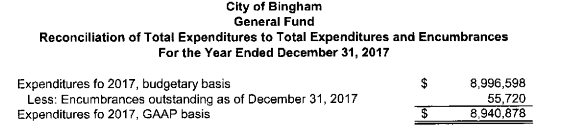 City of Bingham
General Fund
Reconciliation of Total Expenditures to Total Expenditures and Encumbrances
For the Year Ended December 31, 2017
Expenditures fo 2017, budgetary basis $ 8,996,598
Less: Encumbrances outstanding as of December 31, 2017 55,720
Expenditures fo 2017, GAAP basis $ 8,940,878